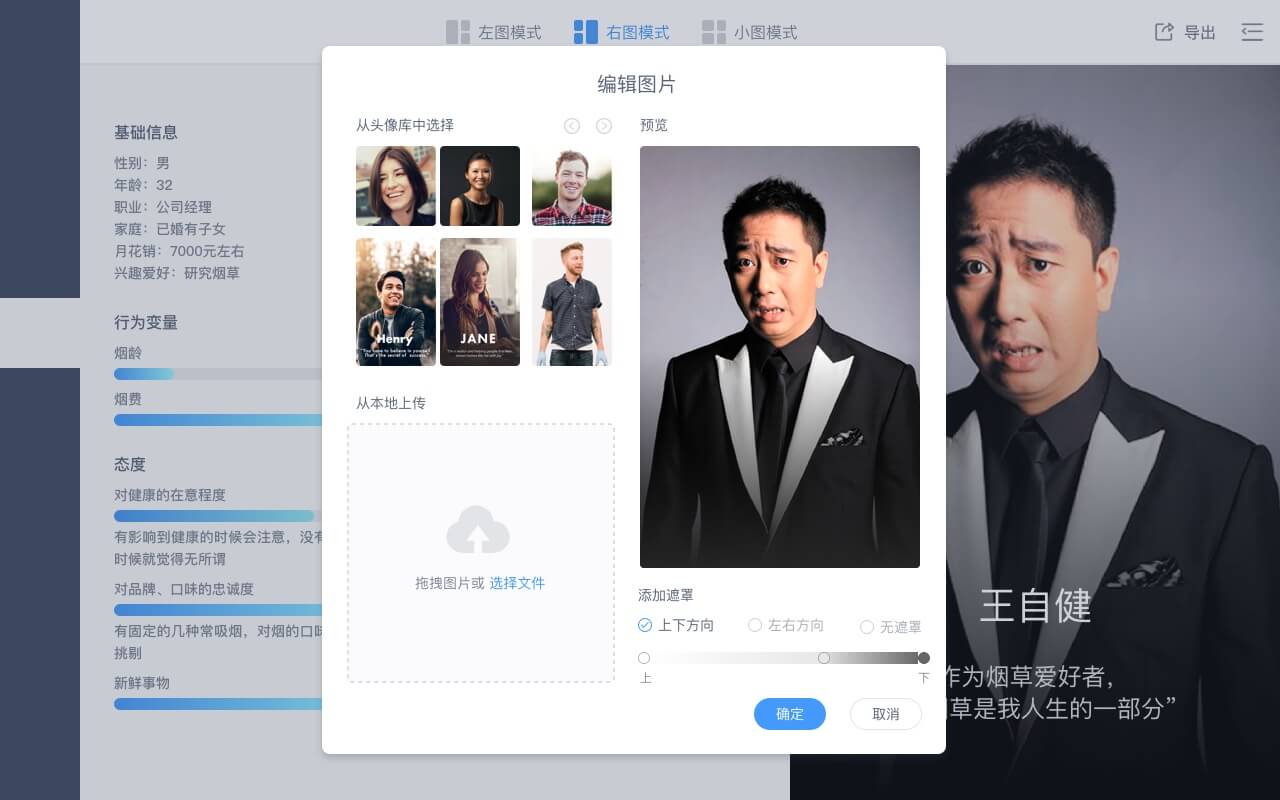 左图模式
右图模式
小图模式
导出
基础信息
性别：男
年龄：32
职业：公司经理
家庭：已婚有子女
月花销：7000元左右
兴趣爱好：研究烟草
行为变量
烟龄
烟费
态度
对健康的在意程度
有影响到健康的时候会注意，没有
时候就觉得无所谓
对品牌、口味的忠诚度
有固定的几种常吸烟，对烟的口味
挑剔
新鲜事物
编辑图片
从头像库中选择
Henry
"You have to believe in yourself.
That's the secret of success."
JANE
从本地上传
拖拽图片或 选择文件
预览
添加遮罩
上下方向
左右方向
无遮罩
上
下
确定
取消
王自健
作为烟草爱好者，
草是我人生的一部分”